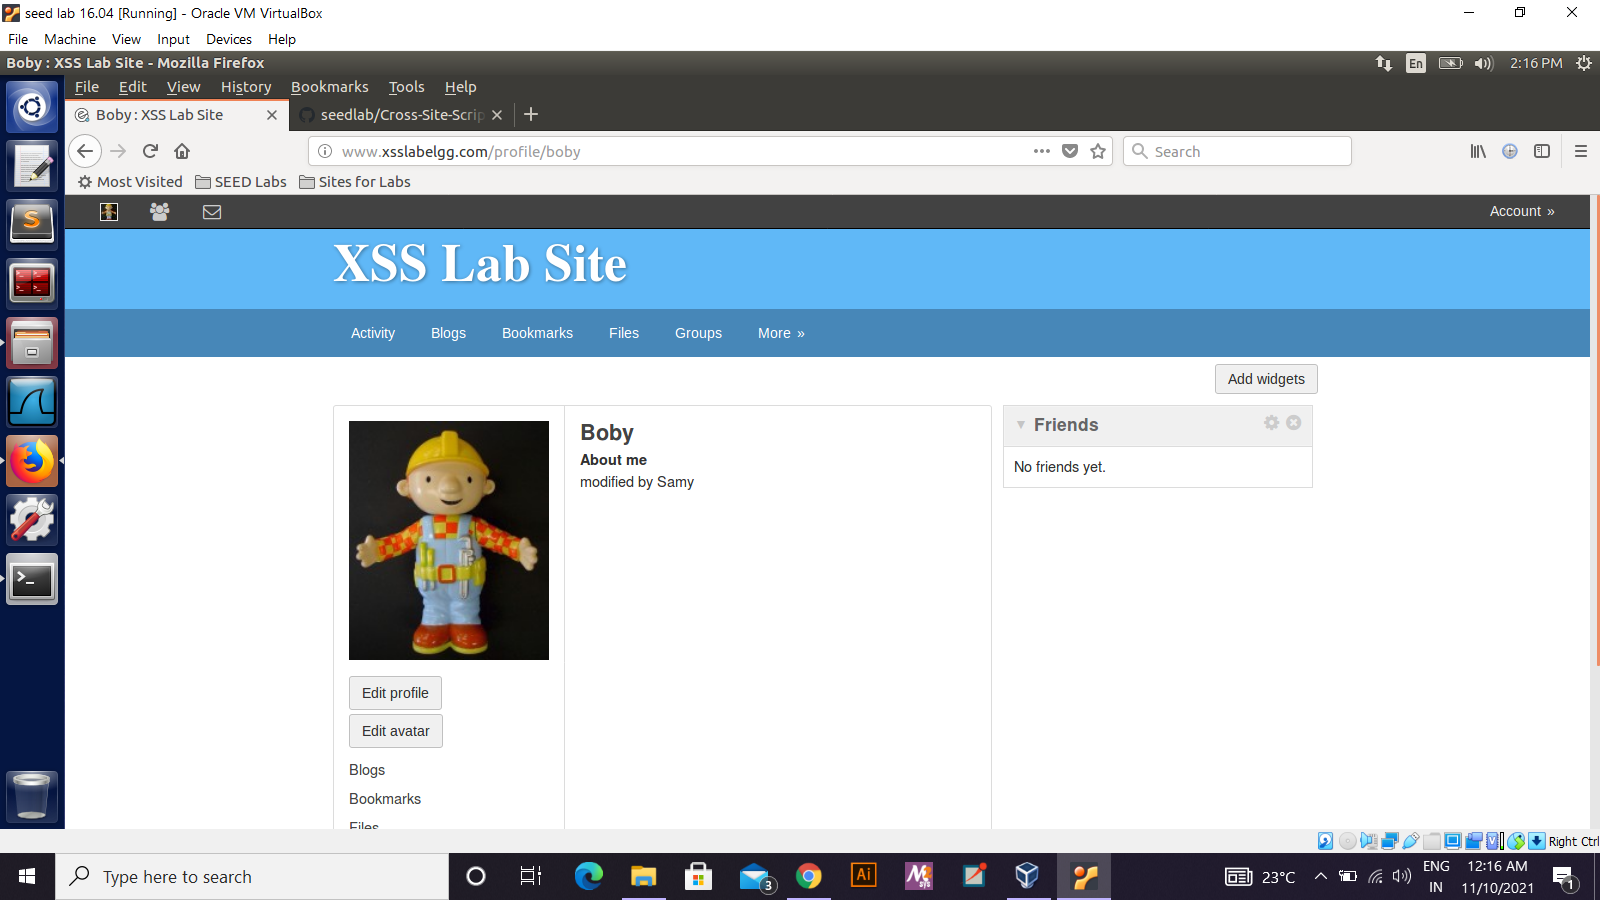 seed lab 16.04 [Running] - Oracle VM VirtualBox
File Machine View Input Devices Help
Boby : XSS Lab Site - Mozilla Firefox
En
2:16 PM
File Edit View History Bookmarks Tools Help
Boby : XSS Lab Site
seedlab/Cross-Site-Scrip
www.xsslabelgg.com/profile/boby
Search
Most Visited
SEED Labs
Sites for Labs
Account »
XSS Lab Site
Activity Blogs Bookmarks Files Groups More »
Add widgets
Boby
About me
modified by Samy
Friends
No friends yet.
Edit profile
Edit avatar
Blogs
Bookmarks
Files
Right Ctrl
Type here to search
3
Ai
23°C
ENG
IN
12:16 AM
11/10/2021
1